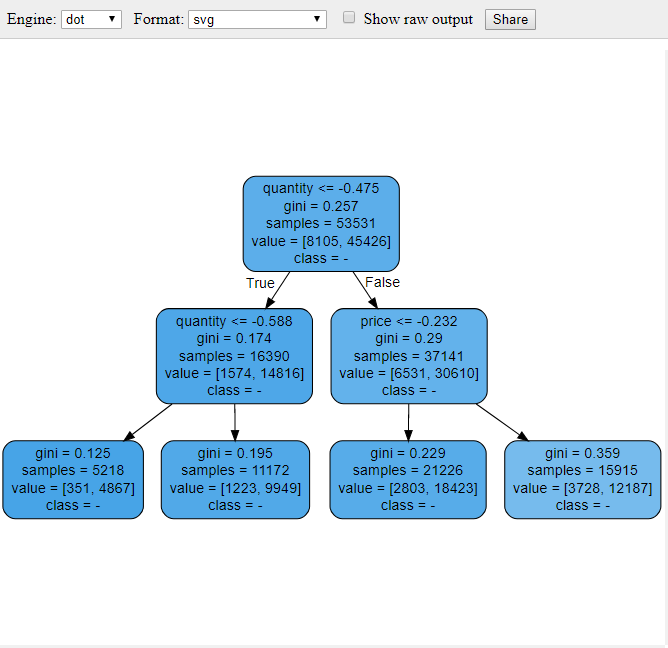 Engine: dot Format: svg Show raw output Share
quantity <= -0.475
gini = 0.257
samples = 53531
value = [8105, 45426]
class = -
True False
quantity <= -0.588
gini = 0.174
samples = 16390
value = [1574, 14816]
class = -
price <= -0.232
gini = 0.29
samples = 37141
value = [6531, 30610]
class = -
gini = 0.125
samples = 5218
value = [351, 4867]
class = -
gini = 0.195
samples = 11172
value = [1223, 9949]
class = -
gini = 0.229
samples = 21226
value = [2803, 18423]
class = -
gini = 0.359
samples = 15915
value = [3728, 12187]
class = -